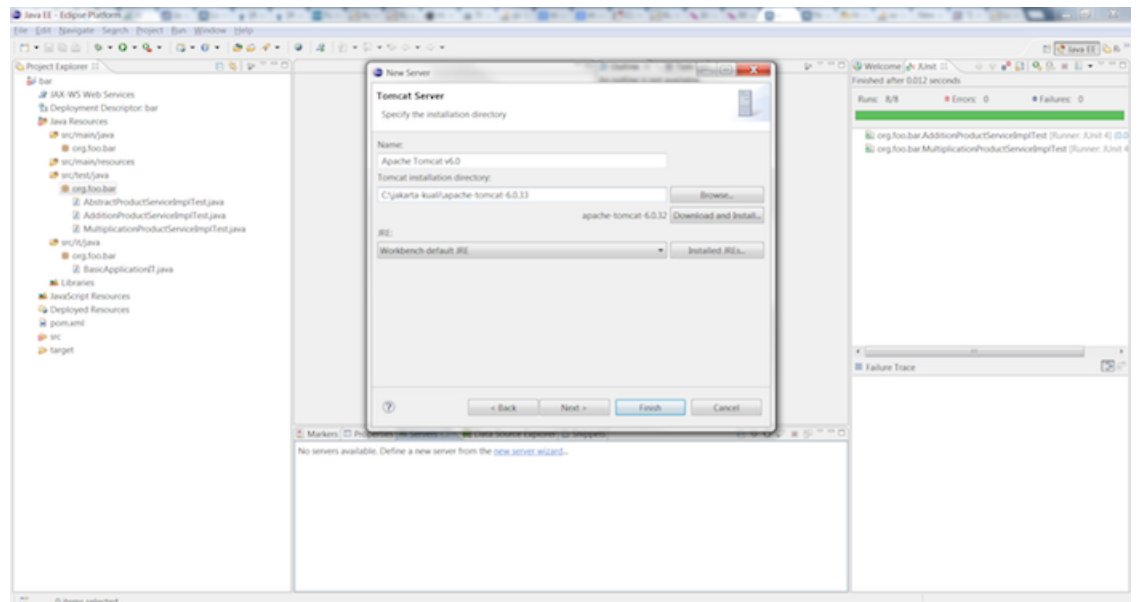 Java EE - Eclipse Platform
File Edit Navigate Search Project Run Window Help
Java EE
Project Explorer
bar
JAX-WS Web Services
Deployment Descriptor: bar
Java Resources
src/main/java
org.foo.bar
src/main/resources
src/test/java
org.foo.bar
AbstractProductServiceImplTest.java
AdditionProductServiceImplTest.java
MultiplicationProductServiceImplTest.java
src/it/java
org.foo.bar
BasicApplicationIT.java
Libraries
JavaScript Resources
Deployed Resources
pom.xml
src
target
New Server
Tomcat Server
Specify the installation directory
Name:
Apache Tomcat v6.0
Tomcat installation directory:
C:\jakarta-kuali\apache-tomcat-6.0.33
Browse...
apache-tomcat-6.0.32 Download and Install...
JRE:
Workbench default JRE
Installed JREs...
< Back
Next >
Finish
Cancel
Markers
Servers
Data Source Explorer
Snippets
No servers available. Define a new server from the new server wizard...
Welcome JUnit
Finished after 0.012 seconds
Runs: 8/8 Errors: 0 Failures: 0
org.foo.bar.AdditionProductServiceImplTest [Runner: JUnit 4] (0.0
org.foo.bar.MultiplicationProductServiceImplTest [Runner: JUnit 4
Failure Trace
0 items selected